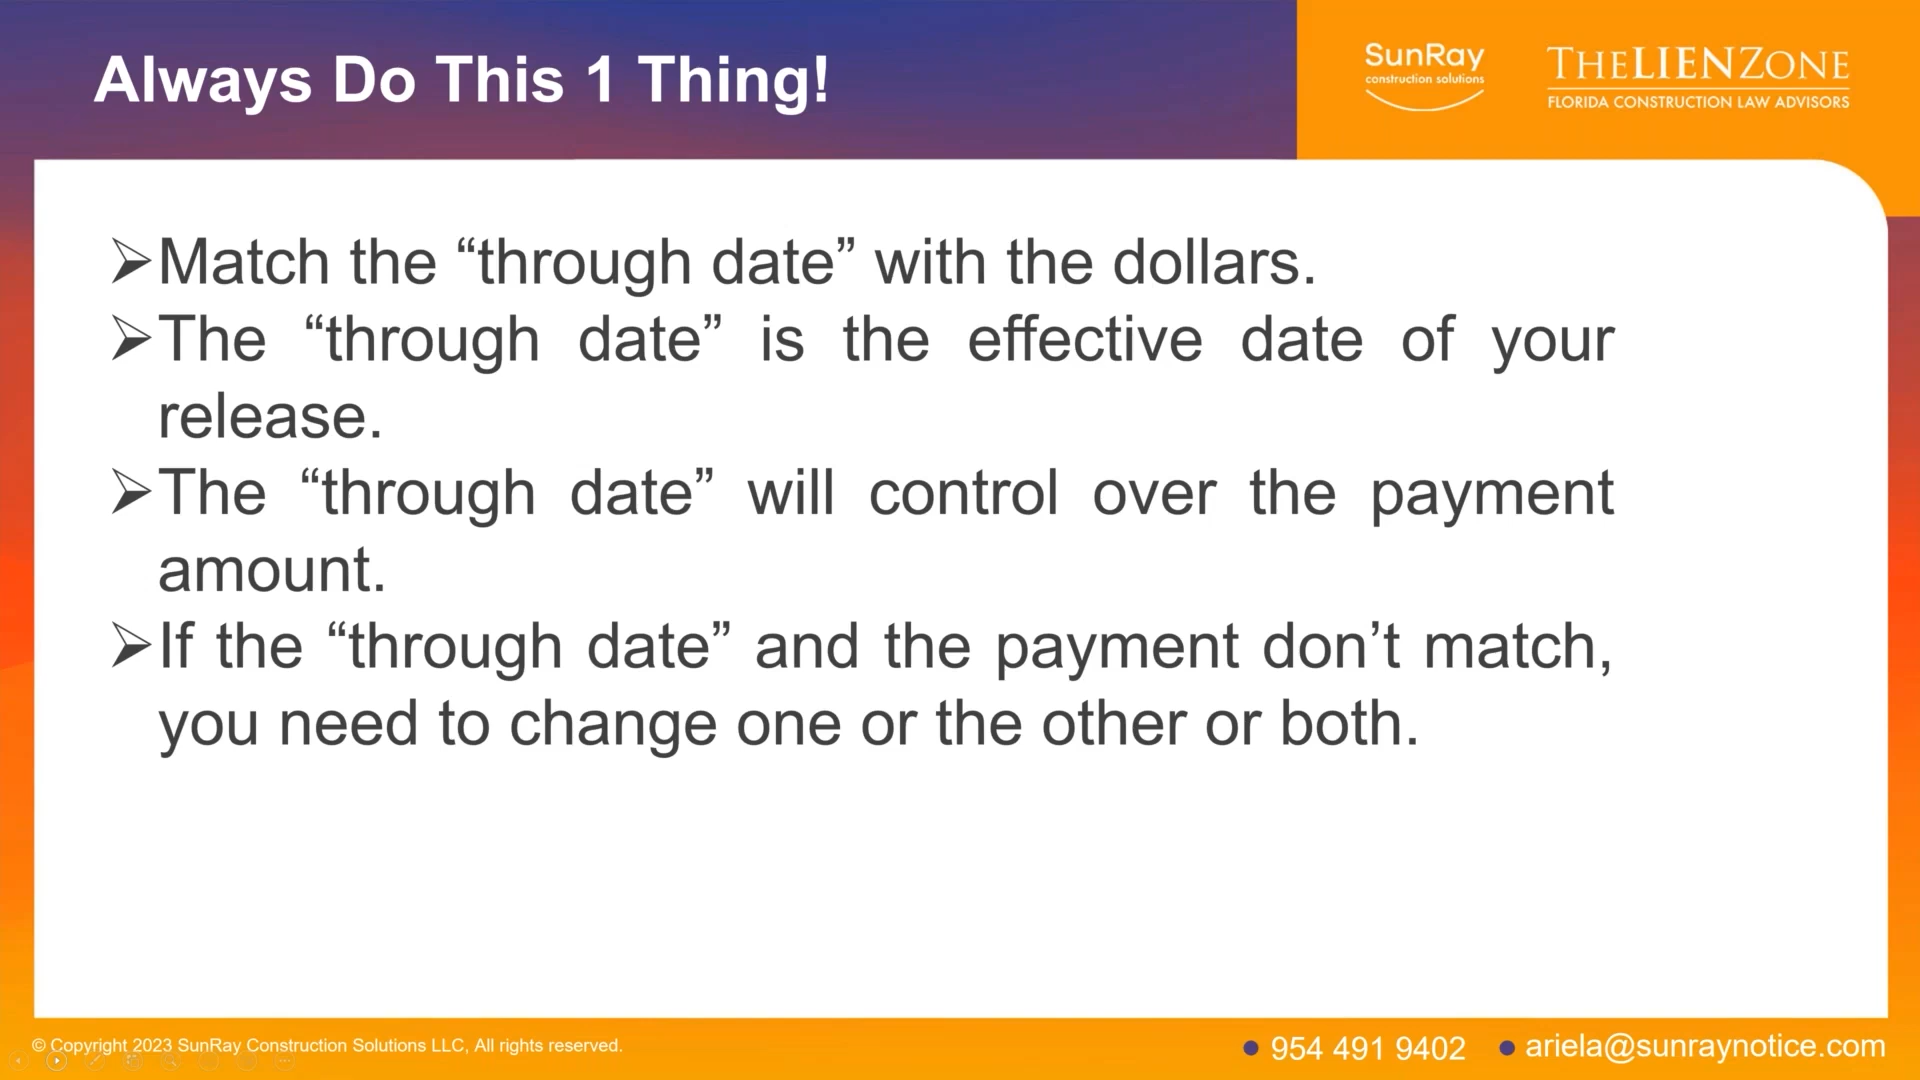 Always Do This 1 Thing!
SunRay
construction solutions
THELIENZONE
FLORIDA CONSTRUCTION LAW ADVISORS
➢Match the “through date” with the dollars.
➢The “through date” is the effective date of your
release.
➢The “through date” will control over the payment
amount.
➢If the “through date” and the payment don’t match,
you need to change one or the other or both.
© Copyright 2023 SunRay Construction Solutions LLC, All rights reserved.
• 954 491 9402 • ariela@sunraynotice.com